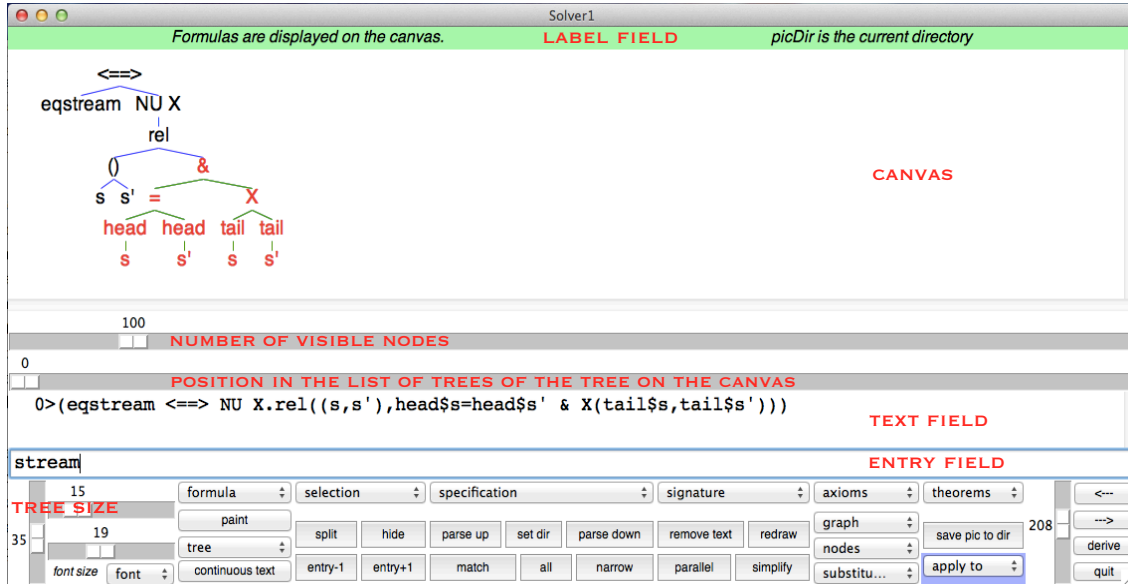 Solver1
Formulas are displayed on the canvas. LABEL FIELD picDir is the current directory
<==>
eqstream NU X
rel
() &
s s' = X
head head tail tail
s s' s s'
CANVAS
100
NUMBER OF VISIBLE NODES
0
POSITION IN THE LIST OF TREES OF THE TREE ON THE CANVAS
0>(eqstream <==> NU X.rel((s,s'),head$s=head$s' & X(tail$s,tail$s')))
TEXT FIELD
stream ENTRY FIELD
15 formula selection specification signature axioms theorems <---
TREE SIZE paint graph 208 --->
35 19 split hide parse up set dir parse down remove text redraw save pic to dir
tree nodes derive
font size font continuous text entry-1 entry+1 match all narrow parallel simplify substitu... apply to quit